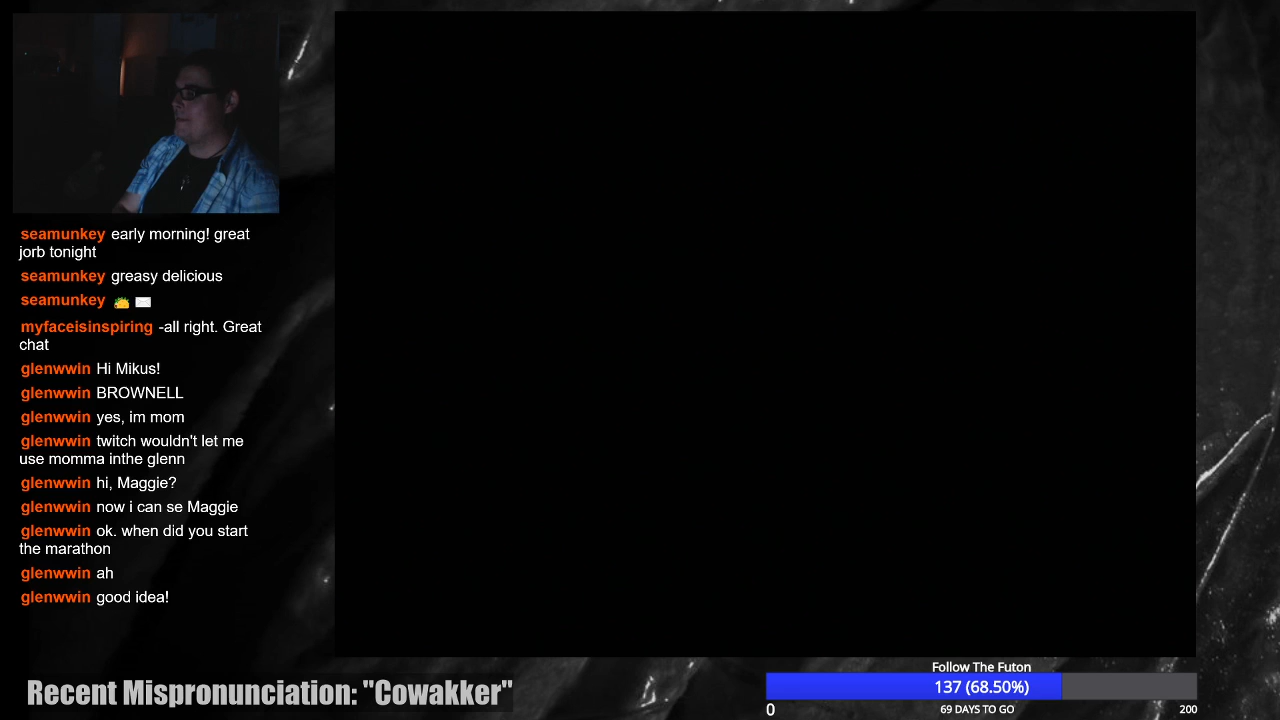 seamunkey early morning! great
jorb tonight
seamunkey greasy delicious
seamunkey 🌮 ✉️
myfaceisinspiring -all right. Great
chat
glenwwin Hi Mikus!
glenwwin BROWNELL
glenwwin yes, im mom
glenwwin twitch wouldn't let me
use momma inthe glenn
glenwwin hi, Maggie?
glenwwin now i can se Maggie
glenwwin ok. when did you start
the marathon
glenwwin ah
glenwwin good idea!
Recent Mispronunciation: "Cowakker"
Follow The Futon
137 (68.50%)
0 69 DAYS TO GO 200